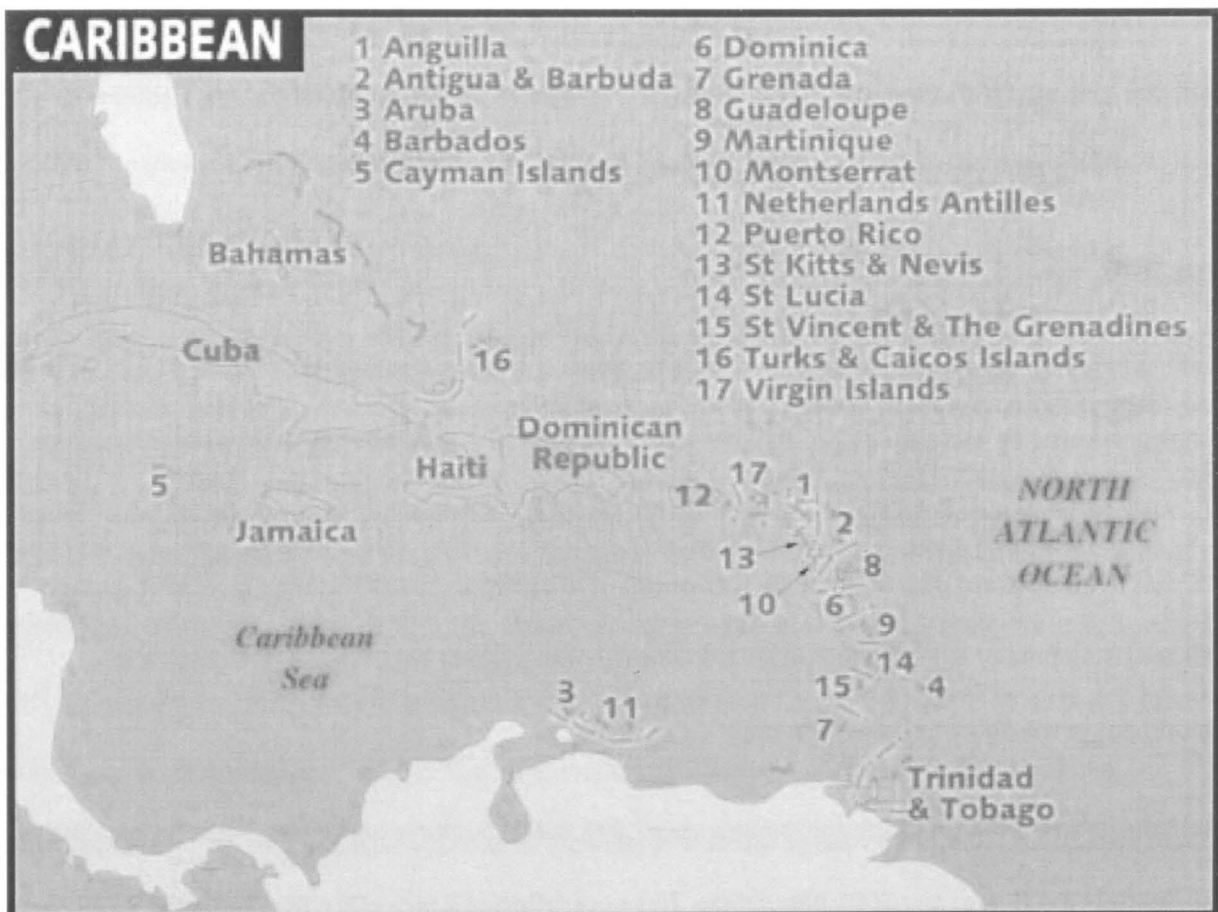 CARIBBEAN
1 Anguilla
2 Antigua & Barbuda
3 Aruba
4 Barbados
5 Cayman Islands
6 Dominica
7 Grenada
8 Guadeloupe
9 Martinique
10 Montserrat
11 Netherlands Antilles
12 Puerto Rico
13 St Kitts & Nevis
14 St Lucia
15 St Vincent & The Grenadines
16 Turks & Caicos Islands
17 Virgin Islands
Bahamas
Cuba
16
Dominican
Republic
Haiti
5
Jamaica
12
17
1
2
13
8
10
6
9
14
15
4
7
3
11
NORTH
ATLANTIC
OCEAN
Caribbean
Sea
Trinidad
& Tobago